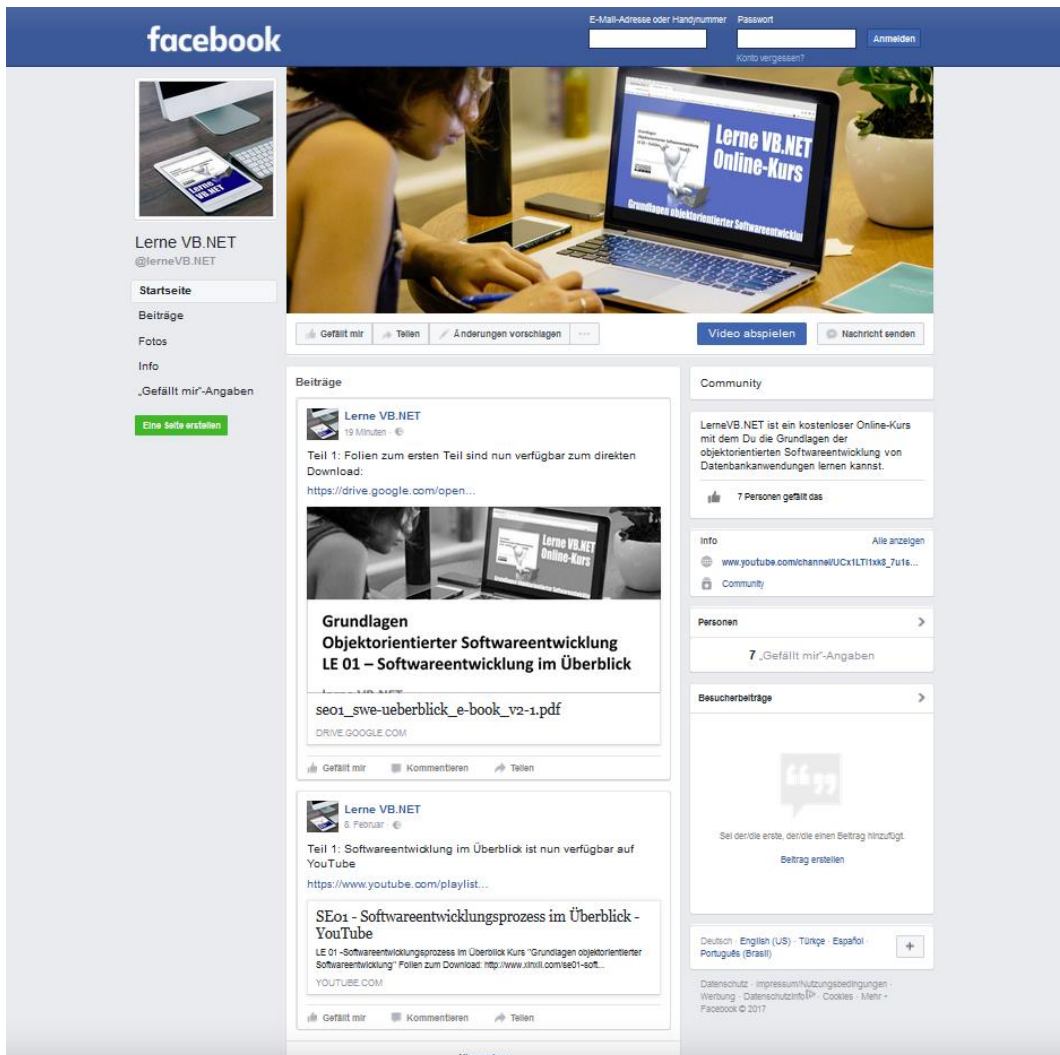 facebook
E-Mail-Adresse oder Handynummer
Passwort
Anmelden
Konto vergessen?
Lerne VB.NET
Lerne VB.NET
Online-Kurs
Grundlagen objektorientierter Softwareentwicklun
Lerne VB.NET
@lerneVB.NET
Startseite
Beiträge
Fotos
Info
„Gefällt mir"-Angaben
Eine Seite erstellen
Gefällt mir
Teilen
Änderungen vorschlagen
...
Video abspielen
Nachricht senden
Beiträge
Lerne VB.NET
19 Minuten ·
Teil 1: Folien zum ersten Teil sind nun verfügbar zum direkten
Download:
https://drive.google.com/open...
Lerne VB.NET
Online-Kurs
Grundlagen
Objektorientierter Softwareentwicklung
LE 01 – Softwareentwicklung im Überblick
Lerne VB.NET
se01_swe-ueberblick_e-book_v2-1.pdf
DRIVE.GOOGLE.COM
Gefällt mir
Kommentieren
Teilen
Lerne VB.NET
8. Februar ·
Teil 1: Softwareentwicklung im Überblick ist nun verfügbar auf
YouTube
https://www.youtube.com/playlist...
SE01 - Softwareentwicklungsprozess im Überblick -
YouTube
LE 01 -Softwareentwicklungsprozess im Überblick Kurs "Grundlagen objektorientierter
Softwareentwicklung" Folien zum Download: http://www.xinxii.com/se01-soft...
YOUTUBE.COM
Gefällt mir
Kommentieren
Teilen
Community
LerneVB.NET ist ein kostenloser Online-Kurs
mit dem Du die Grundlagen der
objektorientierten Softwareentwicklung von
Datenbankanwendungen lernen kannst.
7 Personen gefällt das
Info
Alle anzeigen
www.youtube.com/channel/UCx1LTl1xk8_7u1s...
Community
Personen
7 „Gefällt mir"-Angaben
Besucherbeiträge
Sei der/die erste, der/die einen Beitrag hinzufügt.
Beitrag erstellen
Deutsch · English (US) · Türkçe · Español ·
Português (Brasil)
Datenschutz · Impressum/Nutzungsbedingungen ·
Werbung · Datenschutzinfo · Cookies · Mehr
Facebook © 2017